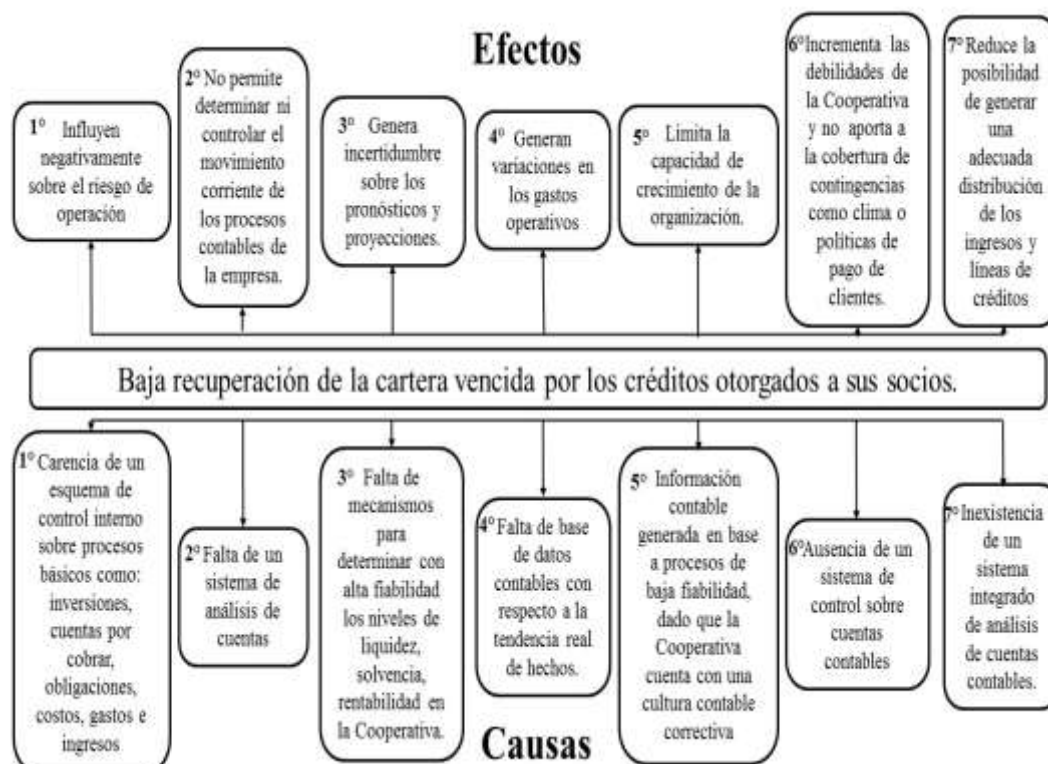 Efectos
1° Influyen
negativamente
sobre el riesgo de
operación
2° No permite
determinar ni
controlar el
movimiento
corriente de
los procesos
contables de
la empresa.
3° Genera
incertidumbre
sobre los
pronósticos y
proyecciones.
4° Generan
variaciones en
los gastos
operativos
5° Limita la
capacidad de
crecimiento de la
organización.
6° Incrementa las
debilidades de
la Cooperativa
y no aporta a
la cobertura de
contingencias
como clima o
políticas de
pago de
clientes.
7° Reduce la
posibilidad
de generar
una
adecuada
distribución
de los
ingresos y
líneas de
créditos
Baja recuperación de la cartera vencida por los créditos otorgados a sus socios.
1° Carencia de un
esquema de
control interno
sobre procesos
básicos como:
inversiones,
cuentas por
cobrar,
obligaciones,
costos, gastos e
ingresos
2° Falta de un
sistema de
análisis de
cuentas
3° Falta de
mecanismos
para
determinar con
alta fiabilidad
los niveles de
liquidez,
solvencia,
rentabilidad en
la Cooperativa.
4° Falta de base
de datos
contables con
respecto a la
tendencia real
de hechos.
5° Información
contable
generada en base
a procesos de
baja fiabilidad,
dado que la
Cooperativa
cuenta con una
cultura contable
correctiva
6° Ausencia de un
sistema de
control sobre
cuentas
contables
7° Inexistencia
de un
sistema
integrado
de análisis
de cuentas
contables.
Causas